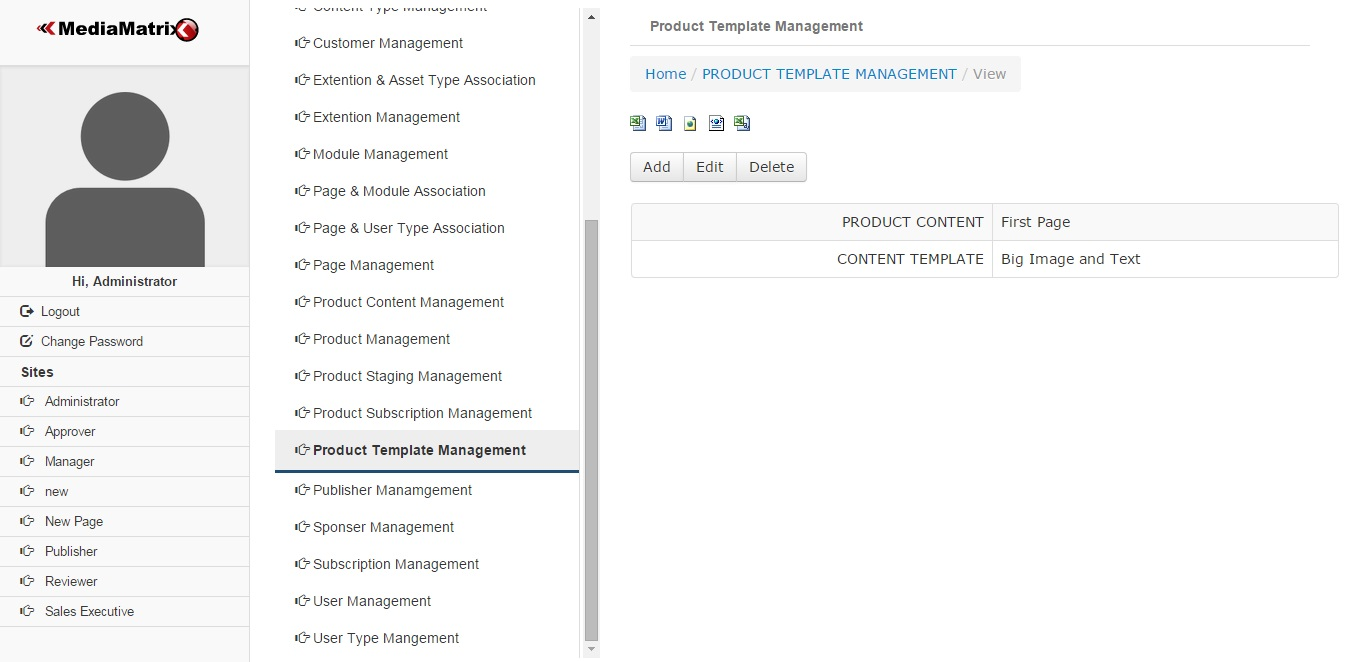 MediaMatrix
Hi, Administrator
Logout
Change Password
Sites
Administrator
Approver
Manager
new
New Page
Publisher
Reviewer
Sales Executive
Content Type Management
Customer Management
Extention & Asset Type Association
Extention Management
Module Management
Page & Module Association
Page & User Type Association
Page Management
Product Content Management
Product Management
Product Staging Management
Product Subscription Management
Product Template Management
Publisher Manamgement
Sponser Management
Subscription Management
User Management
User Type Mangement
Product Template Management
Home / PRODUCT TEMPLATE MANAGEMENT / View
Add Edit Delete
PRODUCT CONTENT First Page
CONTENT TEMPLATE Big Image and Text